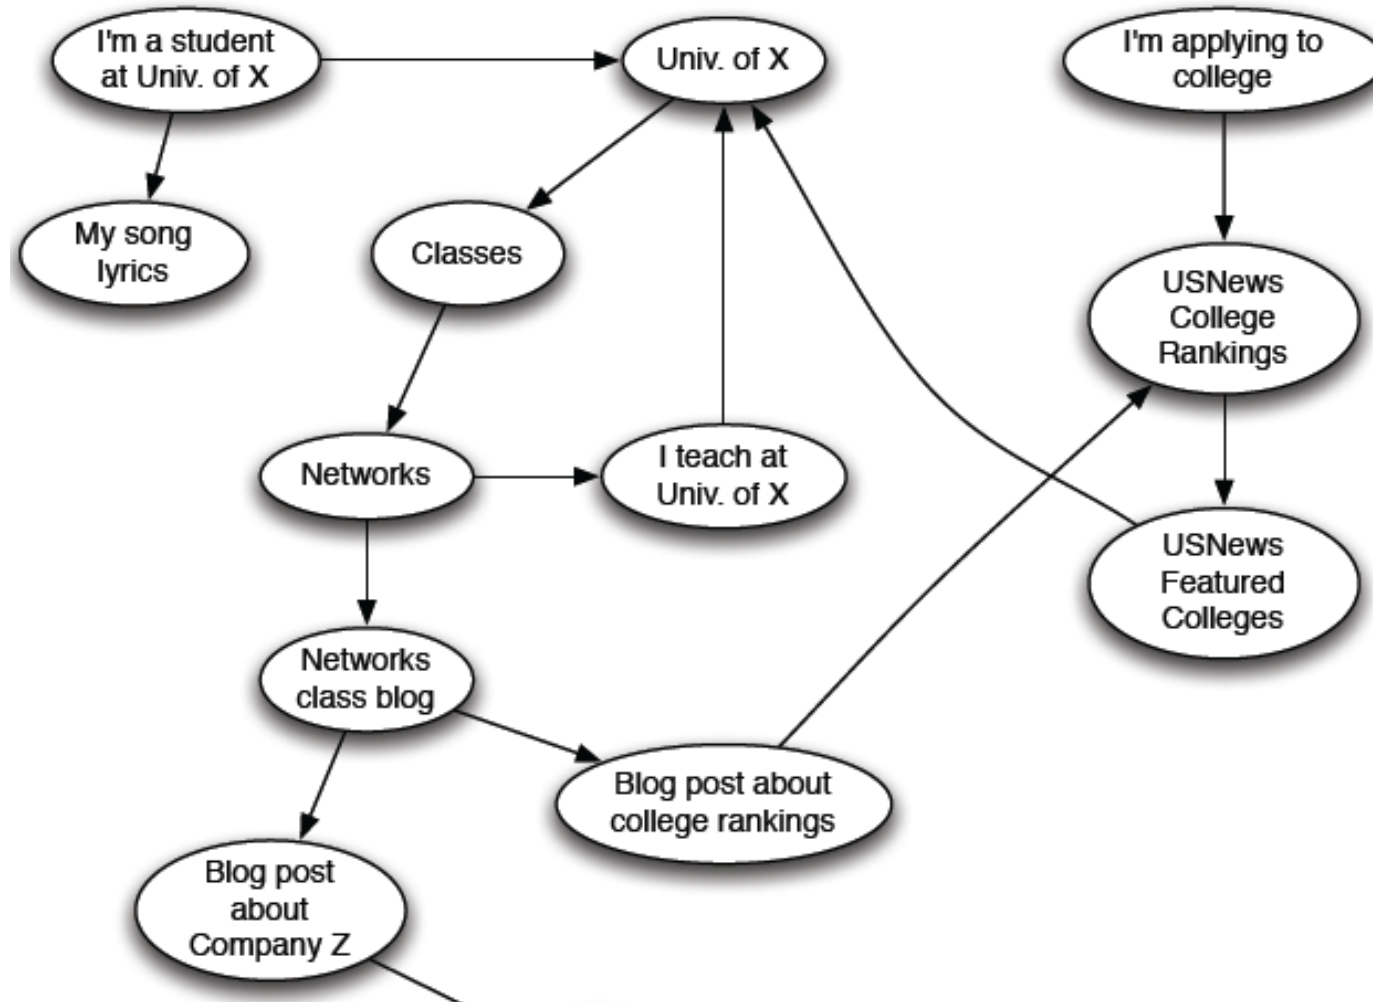 I'm a student
at Univ. of X
Univ. of X
I'm applying to
college
My song
lyrics
Classes
USNews
College
Rankings
Networks
I teach at
Univ. of X
USNews
Featured
Colleges
Networks
class blog
Blog post about
college rankings
Blog post
about
Company Z